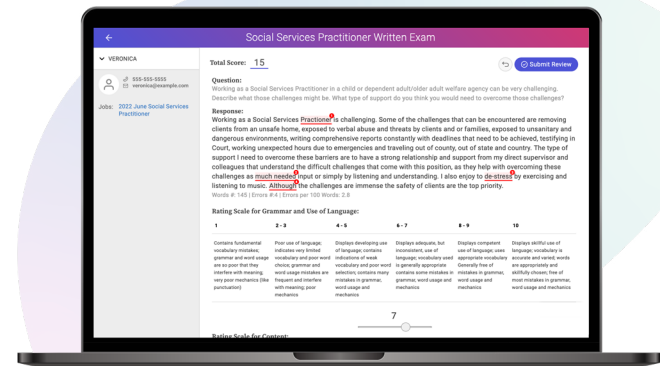 Social Services Practitioner Written Exam
VERONICA
555-555-5555
veronica@example.com
Jobs: 2022 June Social Services
Practitioner
Total Score: 15
Submit Review
Question:
Working as a Social Services Practitioner in a child or dependent adult/older adult welfare agency can be very challenging.
Describe what those challenges might be. What type of support do you think you would need to overcome those challenges?
Response:
Working as a Social Services Practioner is challenging. Some of the challenges that can be encountered are removing
clients from an unsafe home, exposed to verbal abuse and threats by clients and or families, exposed to unsanitary and
dangerous environments, writing comprehensive reports constantly with deadlines that need to be achieved, testifying in
Court, working unexpected hours due to emergencies and traveling out of county, out of state and country. The type of
support I need to overcome these barriers are to have a strong relationship and support from my direct supervisor and
colleagues that understand the difficult challenges that come with this position, as they help with overcoming these
challenges as much needed input or simply by listening and understanding. I also enjoy to de-stress by exercising and
listening to music. Although the challenges are immense the safety of clients are the top priority.
Words #: 145 | Errors #:4 | Errors per 100 Words: 2.8
Rating Scale for Grammar and Use of Language:
1 2 - 3 4 - 5 6 - 7 8 - 9 10
Contains fundamental
vocabulary mistakes;
grammar and word usage
are so poor that they
interfere with meaning;
very poor mechanics (like
punctuation)
Poor use of language;
indicates very limited
vocabulary and poor word
choice; grammar and
word usage mistakes are
frequent and interfere
with meaning; poor
mechanics
Displays developing use
of language; contains
indications of weak
vocabulary and poor word
selection; contains many
mistakes in grammar,
word usage and
mechanics
Displays adequate, but
inconsistent, use of
language; vocabulary used
is generally appropriate
contains some mistakes in
grammar, word usage and
mechanics
Displays competent
use of language; uses
appropriate vocabulary
Generally free of
mistakes in grammar,
word usage and
mechanics
Displays skillful use of
language; vocabulary is
accurate and varied; words
are appropriately and
skillfully chosen; free of
most mistakes in grammar,
word usage and mechanics
7
Rating Scale for Content: